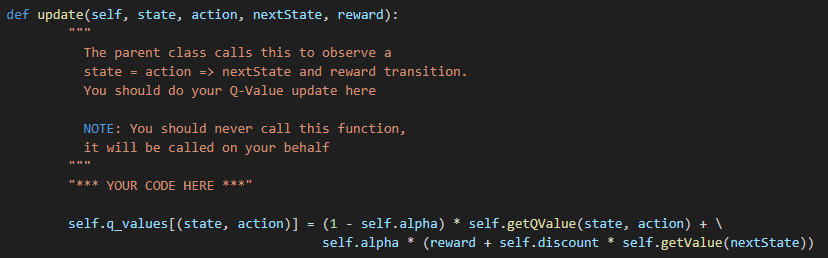 def update(self, state, action, nextState, reward):
"""
The parent class calls this to observe a
state = action => nextState and reward transition.
You should do your Q-Value update here
NOTE: You should never call this function,
it will be called on your behalf
"""
"*** YOUR CODE HERE ***"
self.q_values[(state, action)] = (1 - self.alpha) * self.getQValue(state, action) + \
self.alpha * (reward + self.discount * self.getValue(nextState))